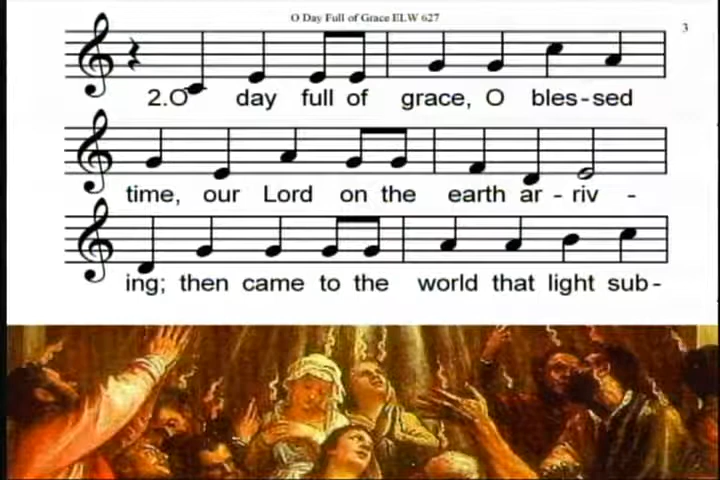 O Day Full of Grace ELW 627
3
2.O day full of grace, O bles-sed
time, our Lord on the earth ar - riv -
ing; then came to the world that light sub-